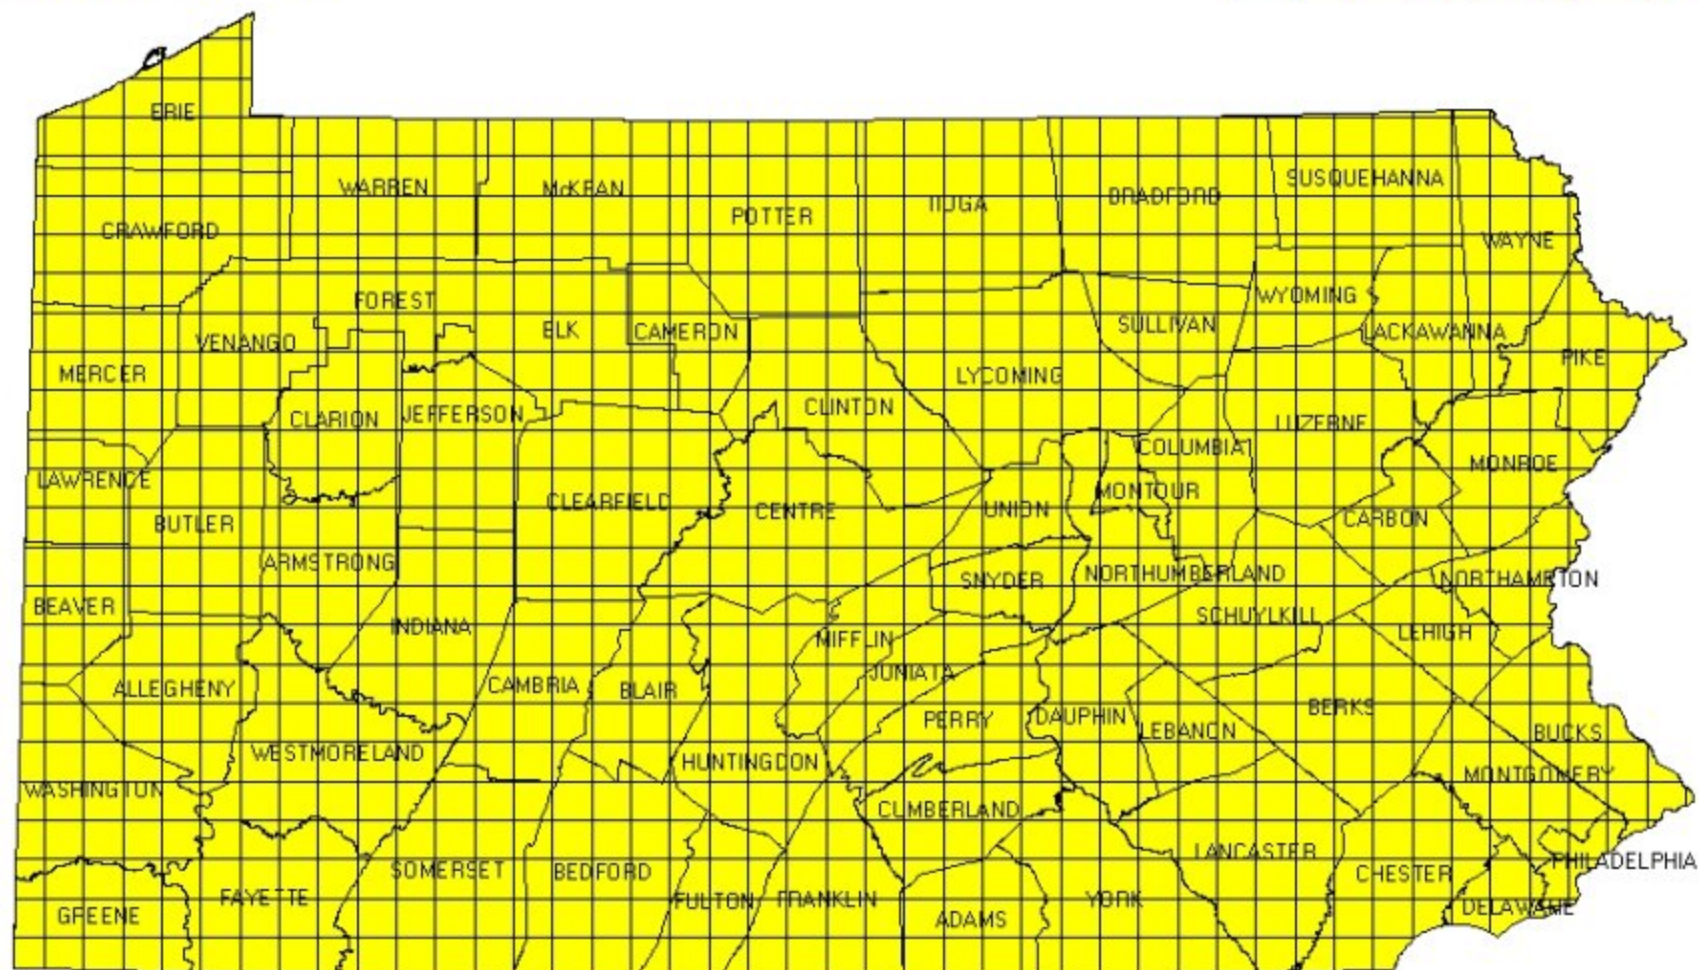 ERIE
WARREN
McKEAN
SUSQUEHANNA
BRADFORD
TIOGA
POTTER
CRAWFORD
WAYNE
WYOMING
FOREST
SULLIVAN
ELK
CAMERON
LACKAWANNA
VENANGO
PIKE
MERCER
LYCOMING
CLINTON
JEFFERSON
CLARION
LUZERNE
COLUMBIA
MONROE
LAWRENCE
MONTOUR
CLEARFIELD
UNION
CENTRE
CARBON
BUTLER
ARMSTRONG
NORTHUMBERLAND
NORTHAMPTON
SNYDER
BEAVER
SCHUYLKILL
INDIANA
LEHIGH
MIFFLIN
JUNIATA
CAMBRIA
ALLEGHENY
BLAIR
BERKS
DAUPHIN
PERRY
LEBANON
BUCKS
WESTMORELAND
HUNTINGDON
MONTGOMERY
WASHINGTON
CUMBERLAND
LANCASTER
PHILADELPHIA
SOMERSET
BEDFORD
CHESTER
FAYETTE
FULTON
FRANKLIN
YORK
DELAWARE
GREENE
ADAMS